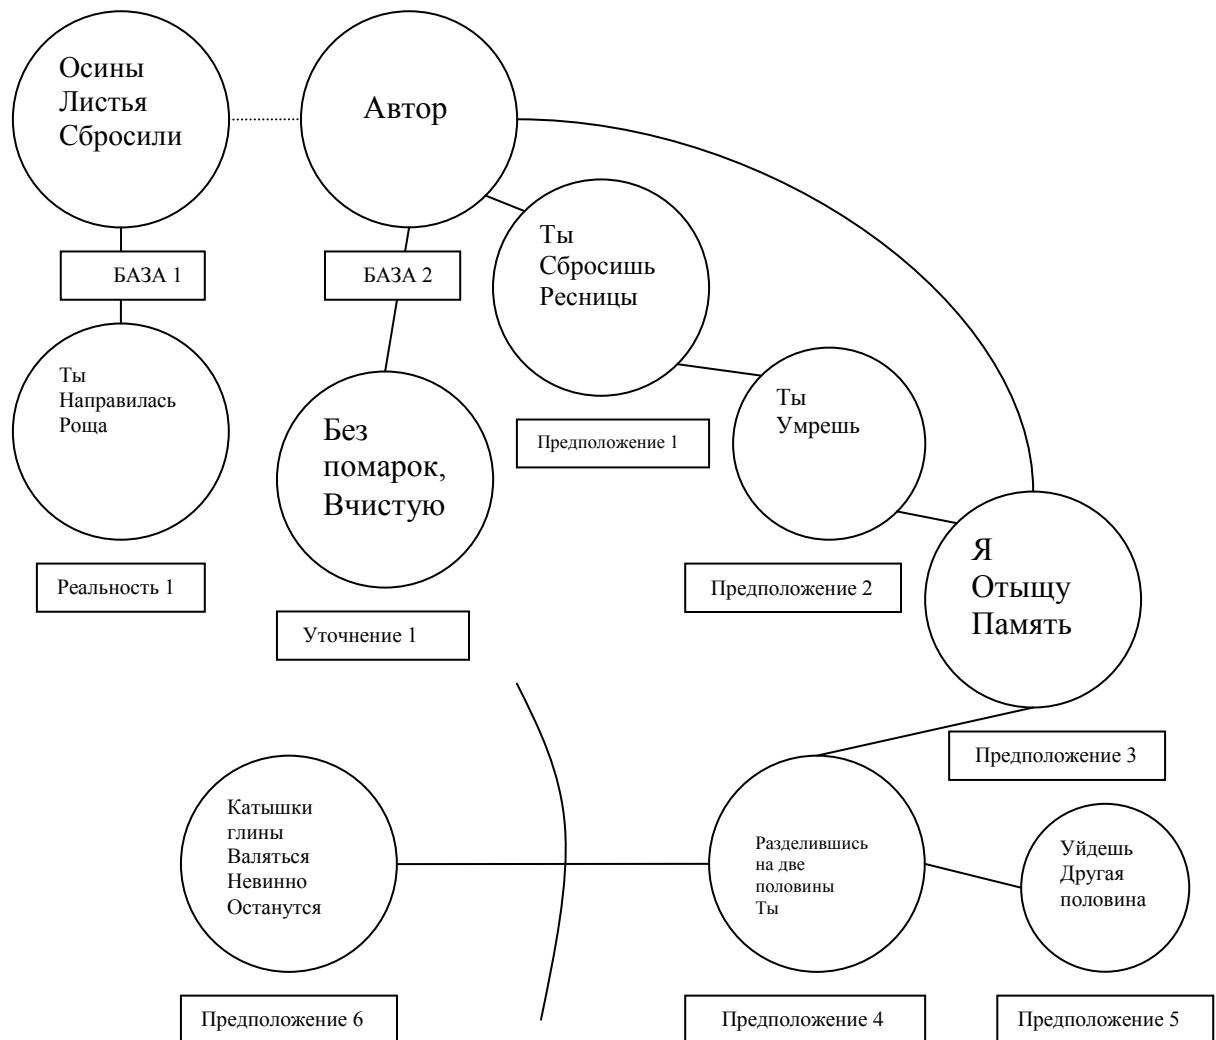 Осины
Листья
Сбросили
Автор
Ты
Сбросишь
Ресницы
БАЗА 1
БАЗА 2
Ты
Направилась
Роща
Без
помарок,
Вчистую
Предположение 1
Ты
Умрешь
Реальность 1
Уточнение 1
Предположение 2
Я
Отыщу
Память
Предположение 3
Катышки
глины
Валяться
Невинно
Останутся
Разделившись
на две
половины
Ты
Уйдешь
Другая
половина
Предположение 6
Предположение 4
Предположение 5